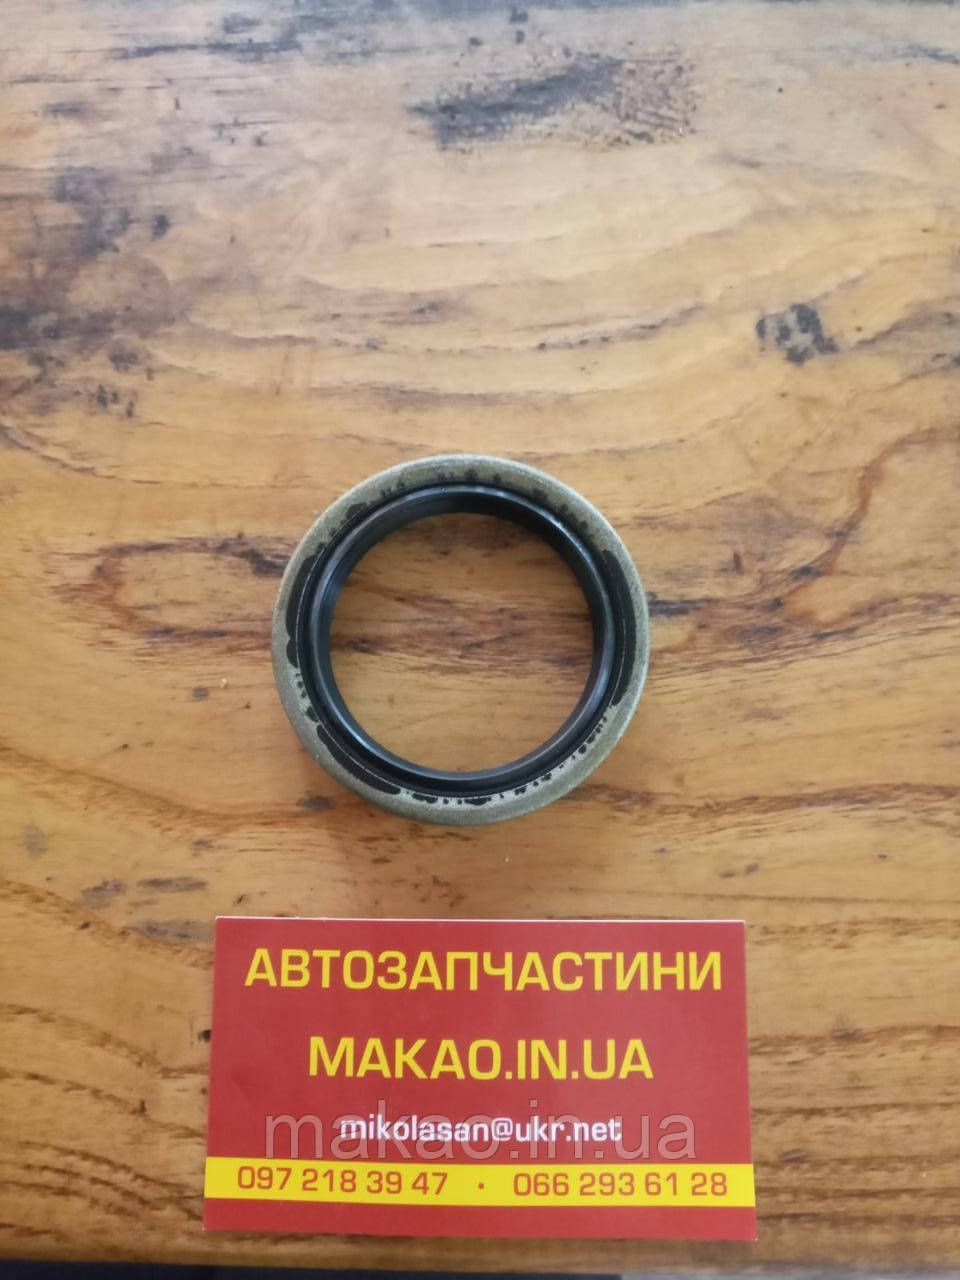 АВТОЗАПЧАСТИНИ
MAKAO.IN.UA
mikolasan@ukr.net
makao.in.ua
097 218 39 47 · 066 293 61 28